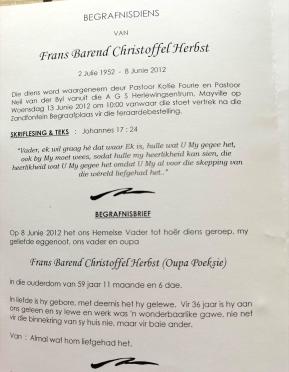 BEGRAFNISDIENS
VAN
Frans Barend Christoffel Herbst
2 Julie 1952 - 8 Junie 2012
Die diens word waargeneem deur Pastoor Kollie Fourie en Pastoor
Neil van der Byl vanuit die A G S Herlewingsentrum, Mayville op
Woensdag 13 Junie 2012 om 10:00 vanwaar die stoet vertrek na die
Zandfontein Begraafplaas vir die teraardebestelling.
SKRIFLESING & TEKS : Johannes 17 : 24
"Vader, ek wil graag hê dat waar Ek is, hulle wat U My gegee het,
ook by My moet wees, sodat hulle my heerlikheid kan sien, die
heerlikheid wat U My gegee het omdat U My al voor die skepping van
die wêreld liefgehad het.."
BEGRAFNISBRIEF
Op 8 Junie 2012 het ons Hemelse Vader tot hoër diens geroep, my
geliefde eggenoot, ons vader en oupa
Frans Barend Christoffel Herbst (Oupa Poeksie)
in die ouderdom van 59 jaar 11 maande en 6 dae.
In liefde is hy gebore, met deernis het hy gelewe. Vir 36 jaar is hy aan
ons geleen en sy lewe en werk was 'n wonderbaarlike gawe, nie net
vir die binnekring van sy huis nie, maar vir baie ander.
Van : Almal wat hom liefgehad het.